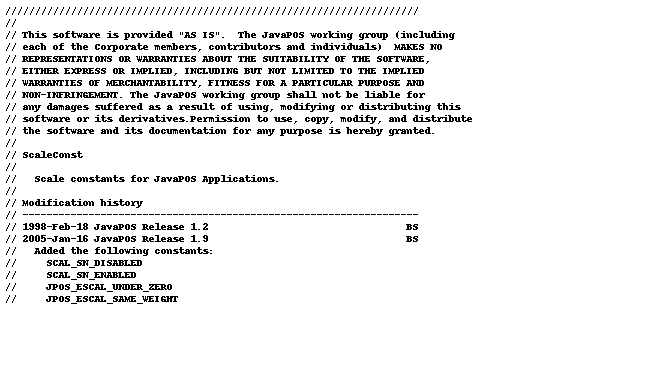 //////////////////////////////////////////////////////////////////////
//
// This software is provided "AS IS".  The JavaPOS working group (including
// each of the Corporate members, contributors and individuals)  MAKES NO
// REPRESENTATIONS OR WARRANTIES ABOUT THE SUITABILITY OF THE SOFTWARE,
// EITHER EXPRESS OR IMPLIED, INCLUDING BUT NOT LIMITED TO THE IMPLIED
// WARRANTIES OF MERCHANTABILITY, FITNESS FOR A PARTICULAR PURPOSE AND
// NON-INFRINGEMENT. The JavaPOS working group shall not be liable for
// any damages suffered as a result of using, modifying or distributing this
// software or its derivatives.Permission to use, copy, modify, and distribute
// the software and its documentation for any purpose is hereby granted.
//
// ScaleConst
//
//   Scale constants for JavaPOS Applications.
//
// Modification history
// ------------------------------------------------------------------
// 1998-Feb-18 JavaPOS Release 1.2                                 BS
// 2005-Jan-16 JavaPOS Release 1.9                                 BS
//   Added the following constants:
//     SCAL_SN_DISABLED
//     SCAL_SN_ENABLED
//     JPOS_ESCAL_UNDER_ZERO
//     JPOS_ESCAL_SAME_WEIGHT